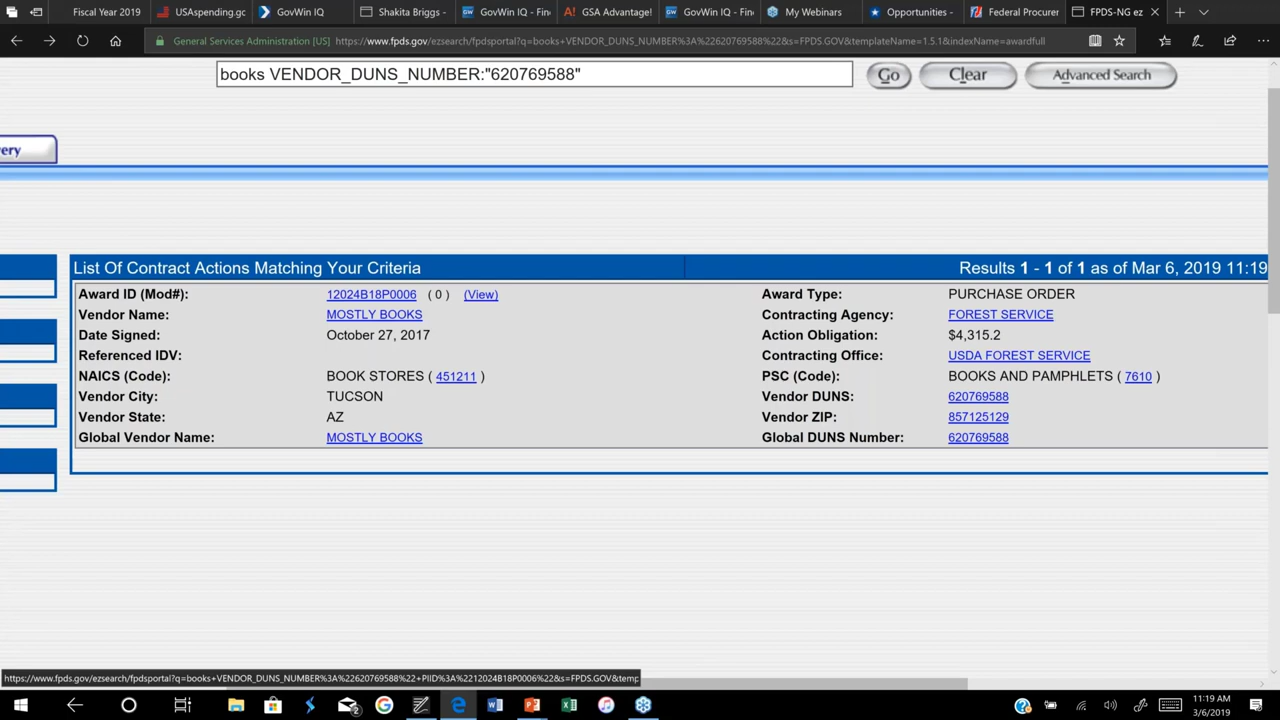 Fiscal Year 2019 USAspending.gc GovWin IQ Shakita Briggs - GovWin IQ - Fin GSA Advantage! GovWin IQ - Fin My Webinars Opportunities - Federal Procurer FPDS-NG ez
General Services Administration [US] https://www.fpds.gov/ezsearch/fpdsportal?q=books+VENDOR_DUNS_NUMBER%3A%22620769588%22&s=FPDS.GOV&templateName=1.5.1&indexName=awardfull
books VENDOR_DUNS_NUMBER:"620769588" Go Clear Advanced Search
ery
List Of Contract Actions Matching Your Criteria Results 1 - 1 of 1 as of Mar 6, 2019 11:19
Award ID (Mod#): 12024B18P0006 ( 0 ) (View) Award Type: PURCHASE ORDER
Vendor Name: MOSTLY BOOKS Contracting Agency: FOREST SERVICE
Date Signed: October 27, 2017 Action Obligation: $4,315.2
Referenced IDV: Contracting Office: USDA FOREST SERVICE
NAICS (Code): BOOK STORES ( 451211 ) PSC (Code): BOOKS AND PAMPHLETS ( 7610 )
Vendor City: TUCSON Vendor DUNS: 620769588
Vendor State: AZ Vendor ZIP: 857125129
Global Vendor Name: MOSTLY BOOKS Global DUNS Number: 620769588
https://www.fpds.gov/ezsearch/fpdsportal?q=books+VENDOR_DUNS_NUMBER%3A%22620769588%22+PIID%3A%2212024B18P0006%22&s=FPDS.GOV&temp
11:19 AM
3/6/2019